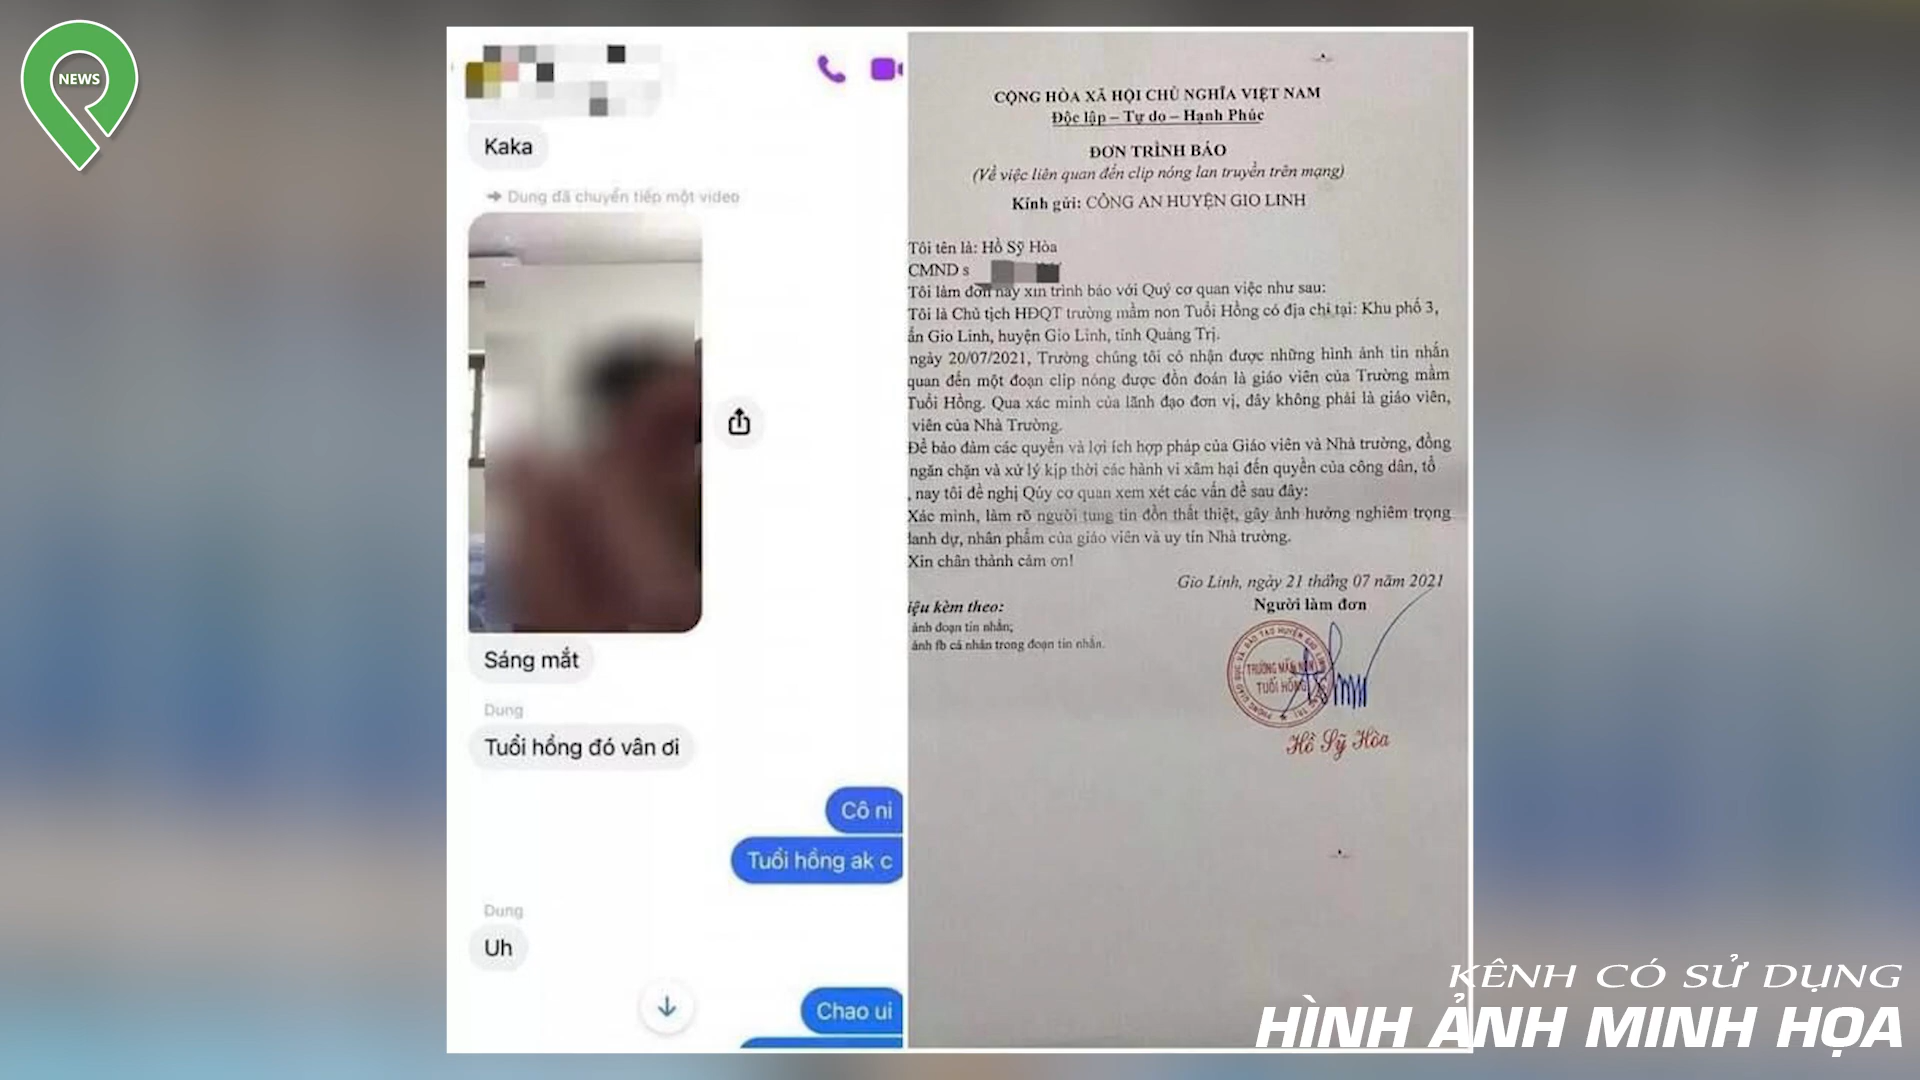 NEWS
Kaka
Dung đã chuyển tiếp một video
Sáng mắt
Dung
Tuổi hồng đó vân ơi
Cô ni
Tuổi hồng ak c
Dung
Uh
Chao ui
CỘNG HÒA XÃ HỘI CHỦ NGHĨA VIỆT NAM
Độc lập – Tự do – Hạnh Phúc
ĐƠN TRÌNH BÁO
(Về việc liên quan đến clip nóng lan truyền trên mạng)
Kính gửi: CÔNG AN HUYỆN GIO LINH
Tôi tên là: Hồ Sỹ Hòa
CMND s
Tôi làm đơn này xin trình báo với Quý cơ quan việc như sau:
Tôi là Chủ tịch HĐQT trường mầm non Tuổi Hồng có địa chỉ tại: Khu phố 3,
ấn Gio Linh, huyện Gio Linh, tỉnh Quảng Trị.
ngày 20/07/2021, Trường chúng tôi có nhận được những hình ảnh tin nhắn
quan đến một đoạn clip nóng được đồn đoán là giáo viên của Trường mầm
Tuổi Hồng. Qua xác minh của lãnh đạo đơn vị, đây không phải là giáo viên,
viên của Nhà Trường.
Để bảo đảm các quyền và lợi ích hợp pháp của Giáo viên và Nhà trường, đồng
ngăn chặn và xử lý kịp thời các hành vi xâm hại đến quyền của công dân, tổ
, nay tôi đề nghị Qúy cơ quan xem xét các vấn đề sau đây:
Xác minh, làm rõ người tung tin đồn thất thiệt, gây ảnh hưởng nghiêm trọng
danh dự, nhân phẩm của giáo viên và uy tín Nhà trường.
Xin chân thành cảm ơn!
Gio Linh, ngày 21 tháng 07 năm 2021
iệu kèm theo:
Người làm đơn
ảnh đoạn tin nhắn;
ảnh fb cá nhân trong đoạn tin nhắn.
TRƯỜNG MẦM NON
TUỔI HỒNG
Hồ Sỹ Hòa
KÊNH CÓ SỬ DỤNG
HÌNH ẢNH MINH HỌA